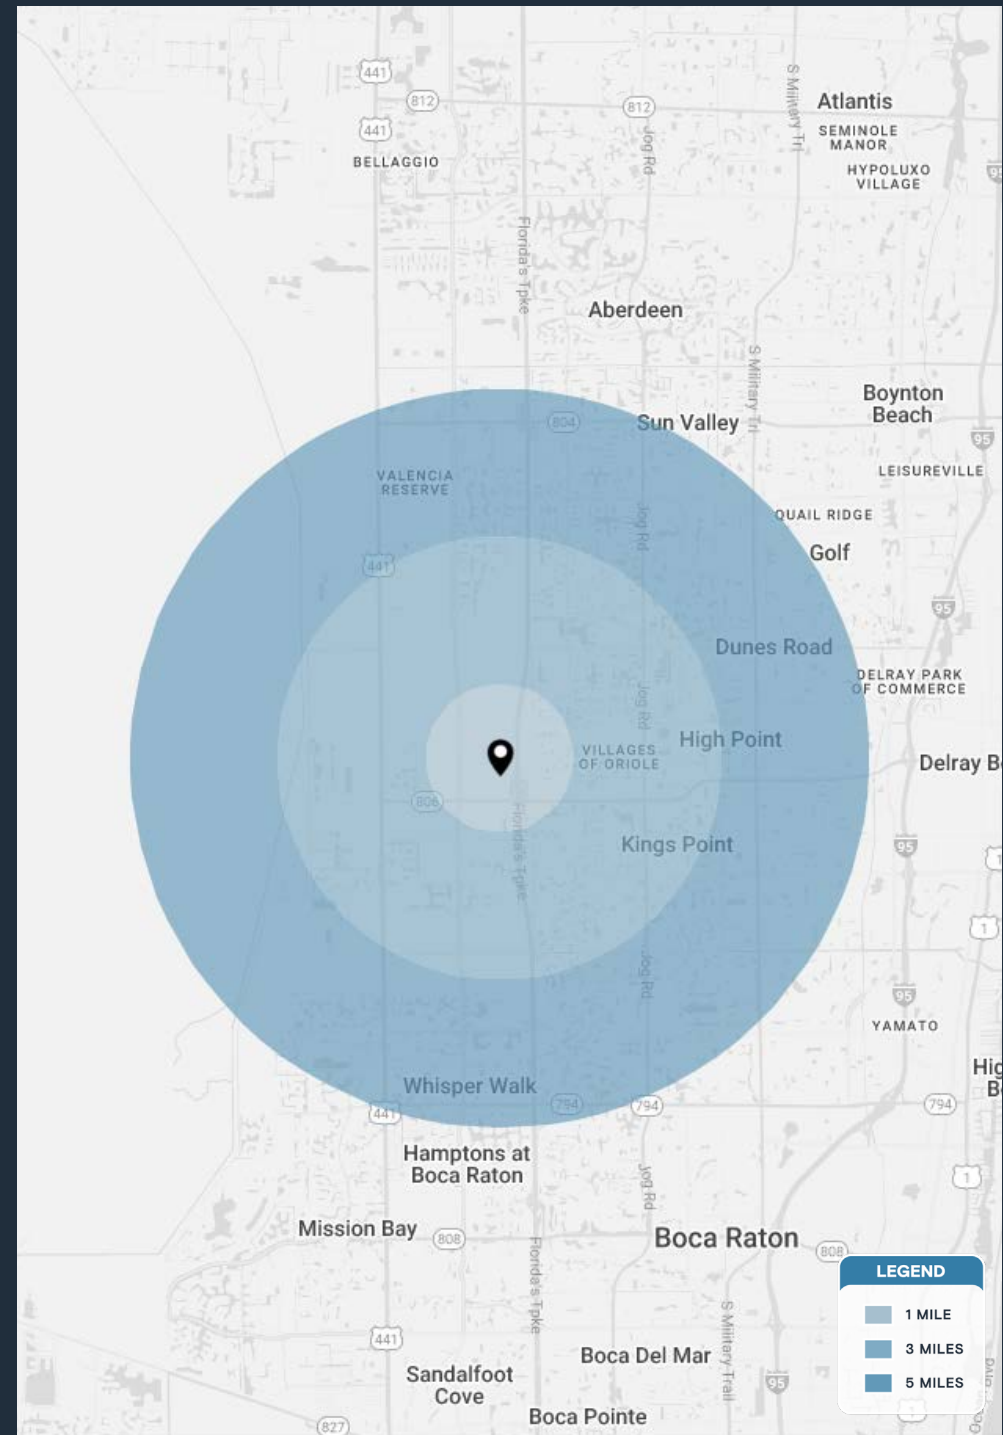 441
812
812
S Military Trl
Atlantis
441
SEMINOLE
MANOR
Jog Rd
BELLAGGIO
HYPOLUXO
VILLAGE
Florida's Tpke
Aberdeen
S Military Trl
Boynton
Beach
804
Sun Valley
95
LEISUREVILLE
VALENCIA
RESERVE
Jog Rd
QUAIL RIDGE
Golf
441
95
Dunes Road
DELRAY PARK
OF COMMERCE
Jog Rd
High Point
VILLAGES
OF ORIOLE
Delray B
806
Florida's Tpke
Kings Point
95
1
1
Jog Rd
95
YAMATO
Hig
B
Whisper Walk
441
794
794
794
Hamptons at
Boca Raton
Jog Rd
1
Mission Bay
808
Boca Raton
808
Florida's Tpke
LEGEND
1 MILE
3 MILES
5 MILES
S Military Trail
441
Boca Del Mar
Sandalfoot
Cove
95
1
Boca Pointe
827